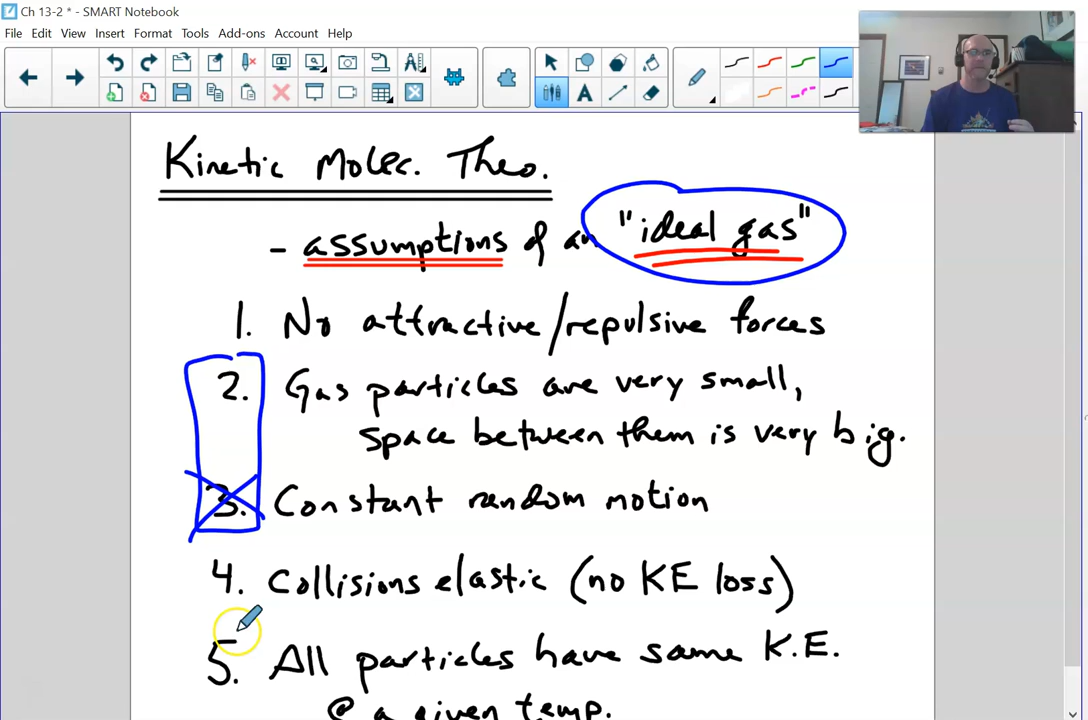 Ch 13-2 * - SMART Notebook
File Edit View Insert Format Tools Add-ons Account Help
Kinetic Molec. Theo.
- assumptions of an "ideal gas"
1. No attractive/repulsive forces
2. Gas particles are very small,
space between them is very big.
3. Constant random motion
4. Collisions elastic (no KE loss)
5. All particles have same K.E.
@ a given temp.